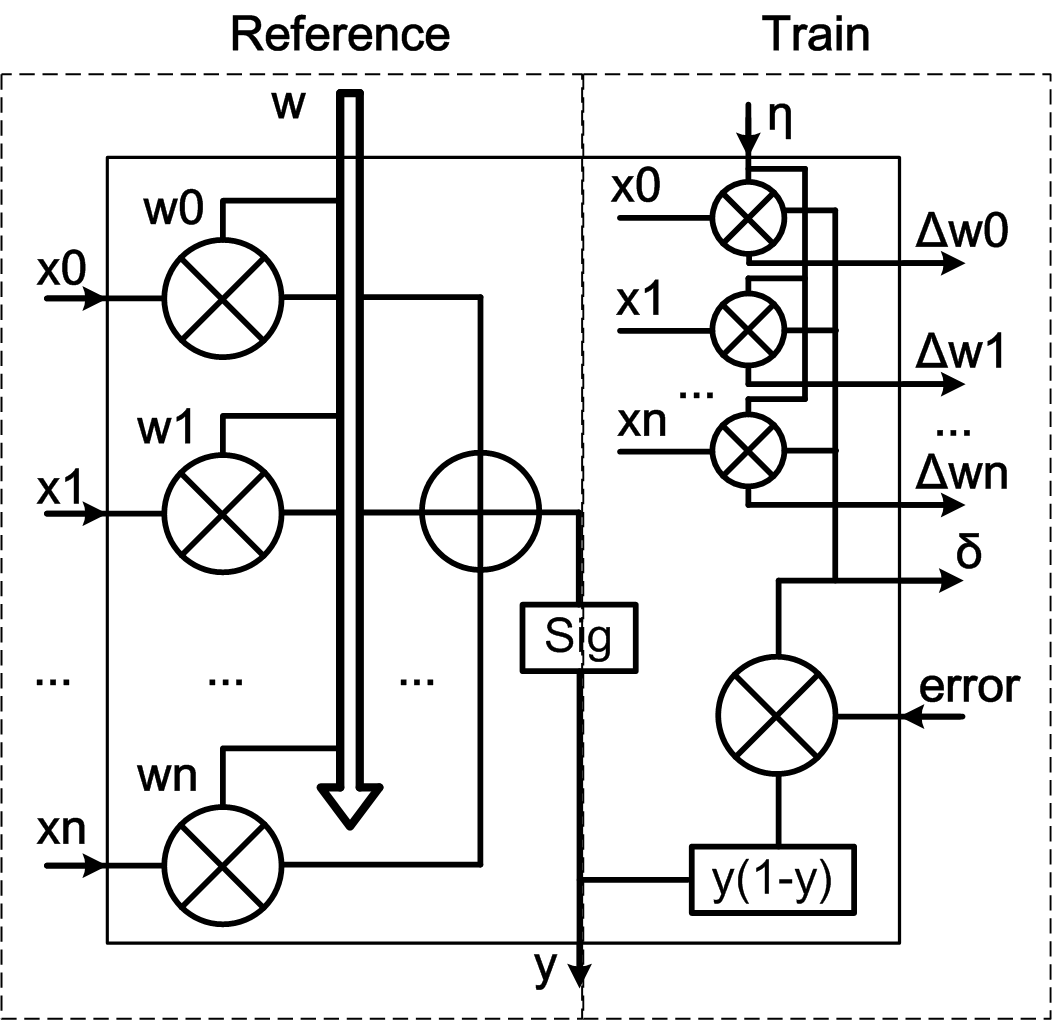 Reference
Train
w
w0
x0
w1
x1
... ... ...
wn
xn
Sig
y
η
x0
Δw0
x1
Δw1
...
xn
...
Δwn
δ
error
y(1-y)